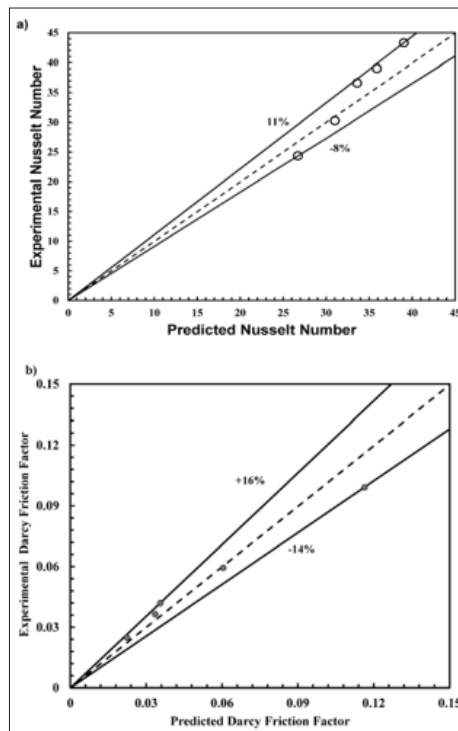 a)
Experimental Nusselt Number
45
40
35
30
25
20
15
10
5
0
11%
-8%
0 5 10 15 20 25 30 35 40 45
Predicted Nusselt Number
b)
Experimental Darcy Friction Factor
0.15
0.12
0.09
0.06
0.03
0
+16%
-14%
0.03 0.06 0.09 0.12 0.15
Predicted Darcy Friction Factor